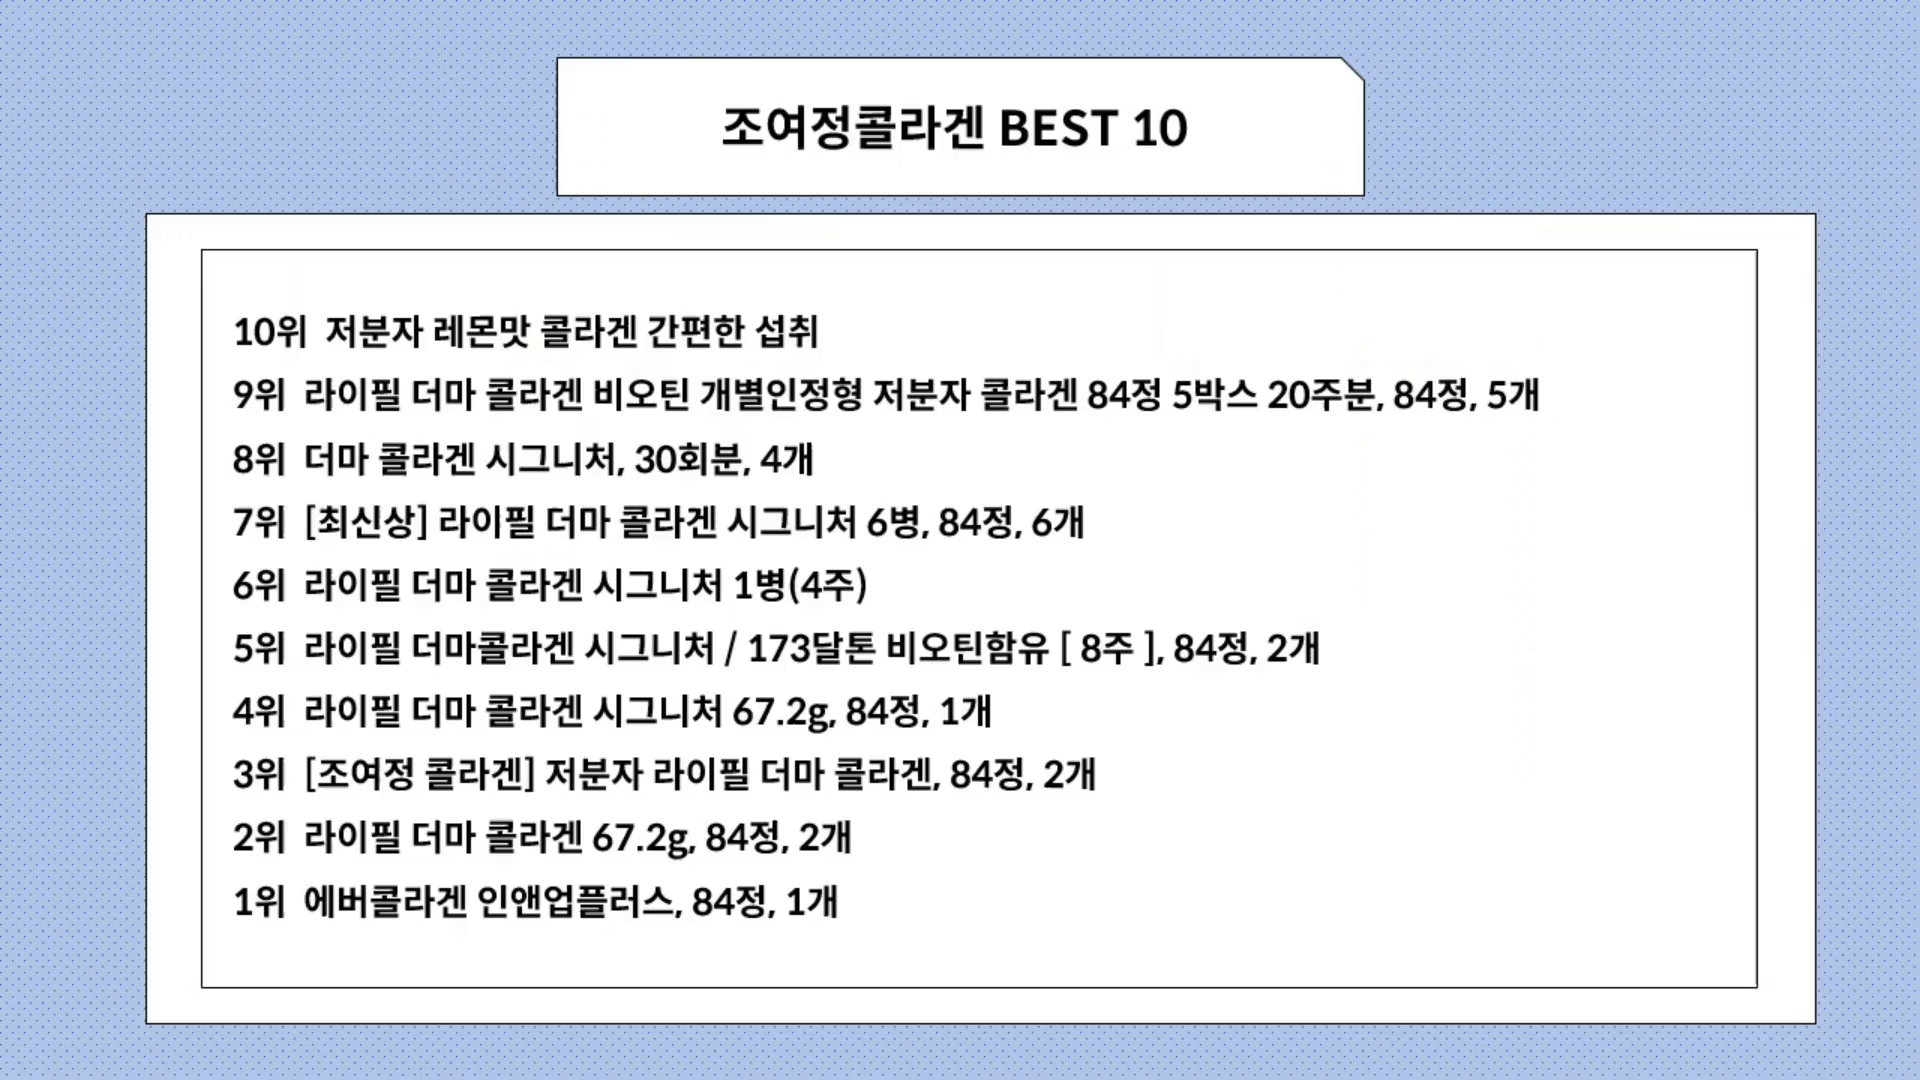 조여정콜라겐 BEST 10
10위 저분자 레몬맛 콜라겐 간편한 섭취
9위 라이필 더마 콜라겐 비오틴 개별인정형 저분자 콜라겐 84정 5박스 20주분, 84정, 5개
8위 더마 콜라겐 시그니처, 30회분, 4개
7위 [최신상] 라이필 더마 콜라겐 시그니처 6병, 84정, 6개
6위 라이필 더마 콜라겐 시그니처 1병(4주)
5위 라이필 더마콜라겐 시그니처 / 173달톤 비오틴함유 [ 8주 ], 84정, 2개
4위 라이필 더마 콜라겐 시그니처 67.2g, 84정, 1개
3위 [조여정 콜라겐] 저분자 라이필 더마 콜라겐, 84정, 2개
2위 라이필 더마 콜라겐 67.2g, 84정, 2개
1위 에버콜라겐 인앤업플러스, 84정, 1개